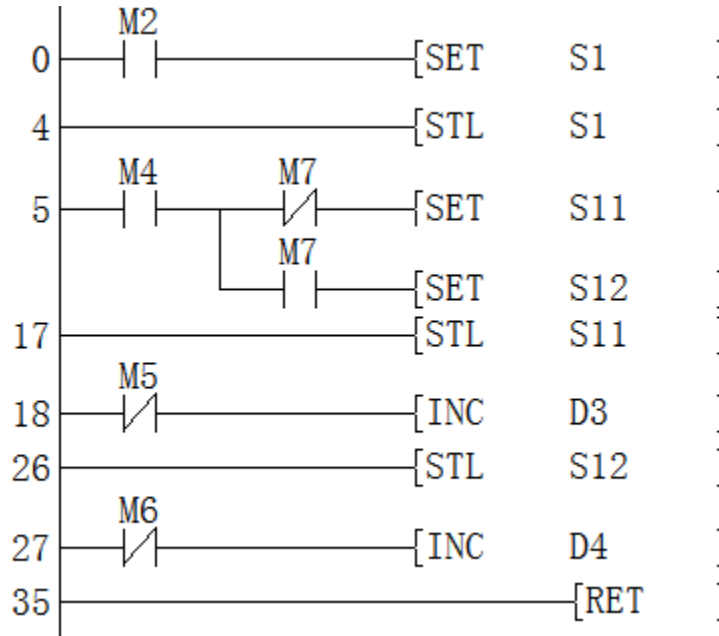 M2
0 [SET S1 ]
4 [STL S1 ]
M4 M7
5 [SET S11 ]
M7
[SET S12 ]
17 [STL S11 ]
M5
18 [INC D3 ]
26 [STL S12 ]
M6
27 [INC D4 ]
35 [RET ]